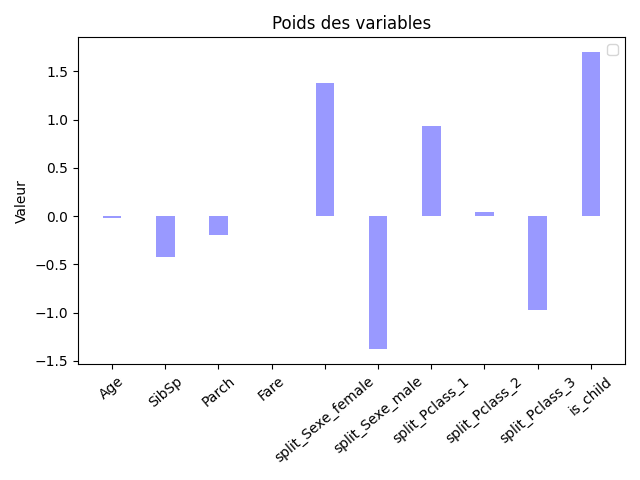 Poids des variables
Valeur
1.5
1.0
0.5
0.0
−0.5
−1.0
−1.5
Age
SibSp
Parch
Fare
split_Sexe_female
split_Sexe_male
split_Pclass_1
split_Pclass_2
split_Pclass_3
is_child